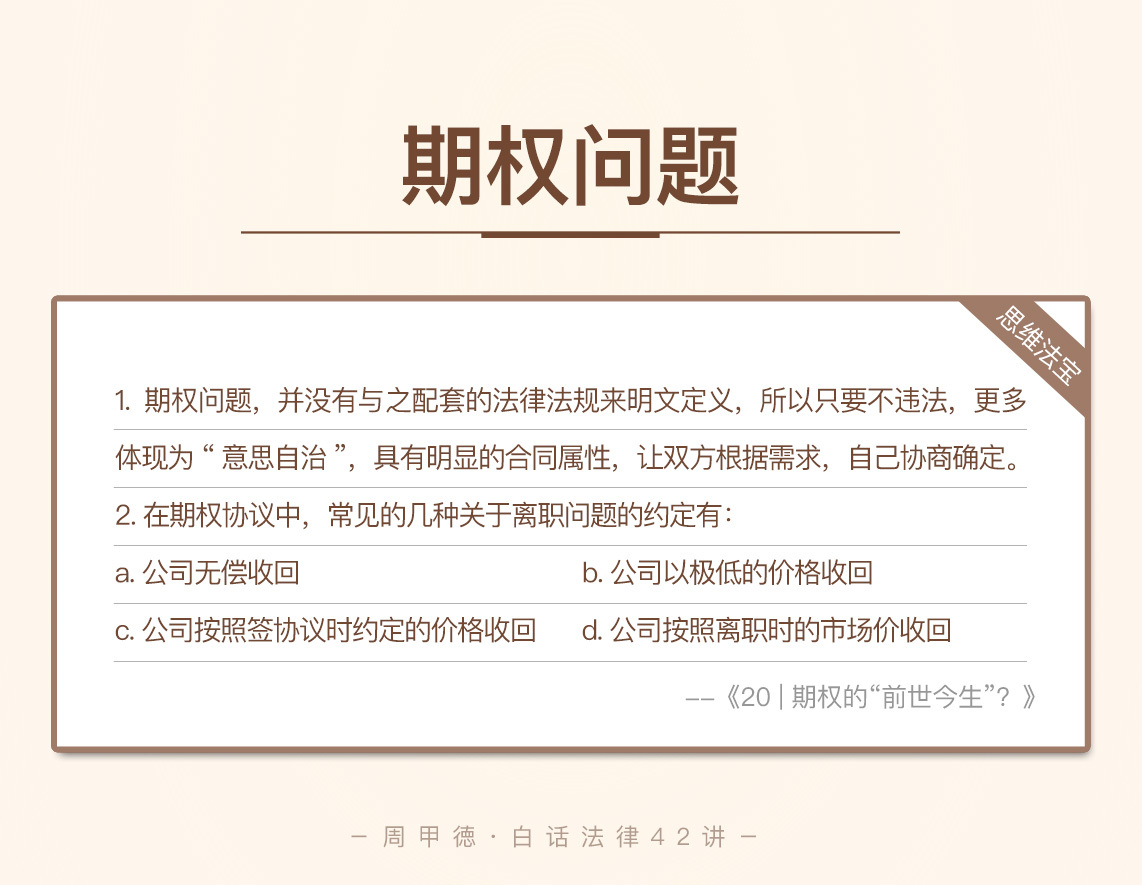 期权问题
思维法宝
1. 期权问题，并没有与之配套的法律法规来明文定义，所以只要不违法，更多
体现为“意思自治”，具有明显的合同属性，让双方根据需求，自己协商确定。
2. 在期权协议中，常见的几种关于离职问题的约定有：
a. 公司无偿收回 b. 公司以极低的价格收回
c. 公司按照签协议时约定的价格收回 d. 公司按照离职时的市场价收回
--《20 | 期权的“前世今生”？》
- 周甲徳·白话法律42讲 -